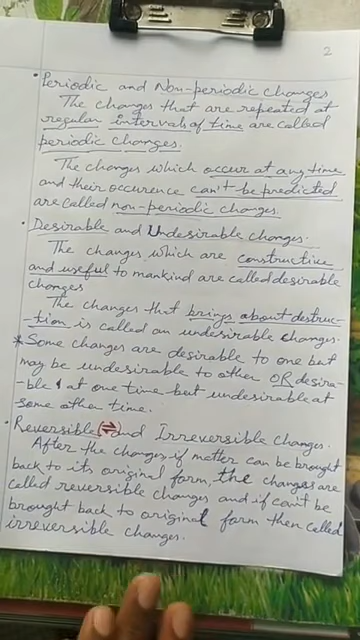 2
• Periodic and Non-periodic changes
The changes that are repeated at
regular intervals of time are called
periodic changes.
The changes which occur at any time
and their occurence can't be predicted
are called non-periodic changes.
• Desirable and Undesirable changes.
The changes which are constructive
and useful to mankind are called desirable
changes
The changes that brings about destruc-
-tion is called an undesirable changes.
*Some changes are desirable to one but
may be undesirable to other OR desira-
-ble at one time but undesirable at
some other time.
• Reversible (⇌) and Irreversible Changes.
After the changes, if matter can be brought
back to its original form, the changes are
called reversible changes and if can't be
brought back to original form then called
irreversible changes.